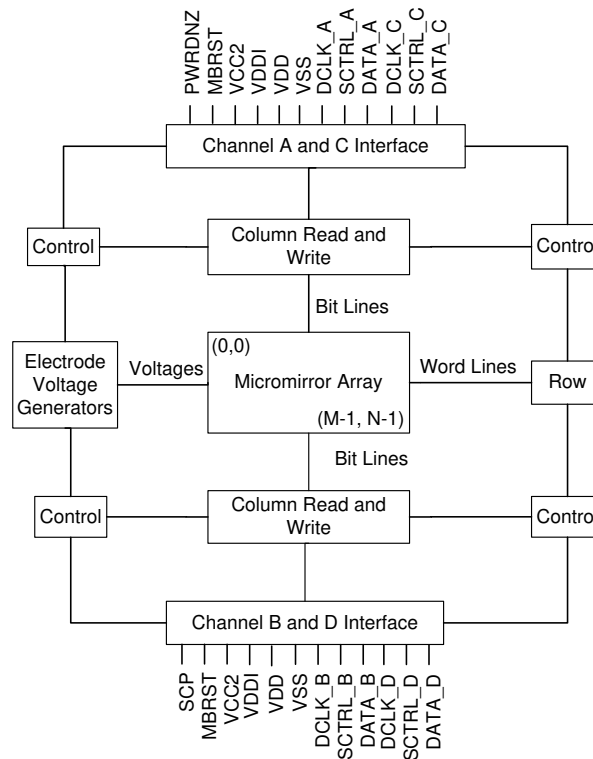 PWRDNZ
MBRST
VCC2
VDDI
VDD
VSS
DCLK_A
SCTRL_A
DATA_A
DCLK_C
SCTRL_C
DATA_C
Channel A and C Interface
Control
Column Read and
Write
Control
Bit Lines
(0,0)
Electrode
Voltage
Generators
Voltages
Micromirror Array
Word Lines
Row
(M-1, N-1)
Bit Lines
Control
Column Read and
Write
Control
Channel B and D Interface
SCP
MBRST
VCC2
VDDI
VDD
VSS
DCLK_B
SCTRL_B
DATA_B
DCLK_D
SCTRL_D
DATA_D